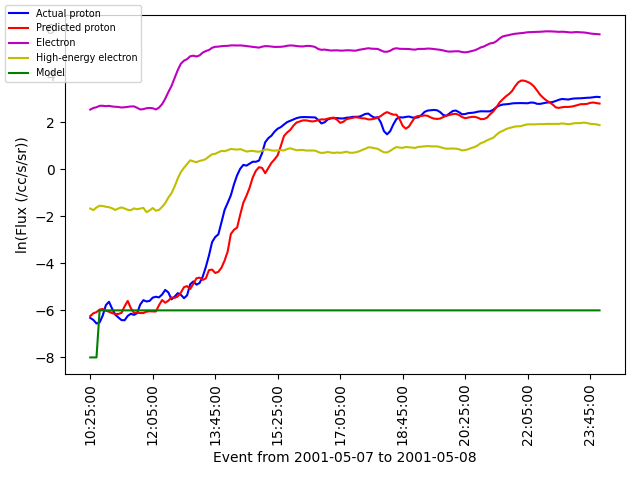 Actual proton
Predicted proton
Electron
High-energy electron
Model
2
0
−2
−4
−6
−8
ln(Flux (/cc/s/sr))
10:25:00
12:05:00
13:45:00
15:25:00
17:05:00
18:45:00
20:25:00
22:05:00
23:45:00
Event from 2001-05-07 to 2001-05-08